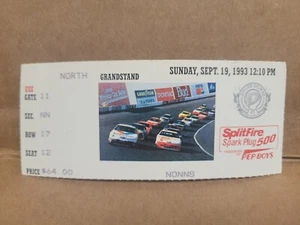 NORTH
GRANDSTAND
SUNDAY, SEPT. 19, 1993 12:10 PM
GATE 11
SEC. NN
ROW 17
SEAT 12
PRICE $64.00
NONN9
SplitFire
Spark Plug 500
PEP BOYS